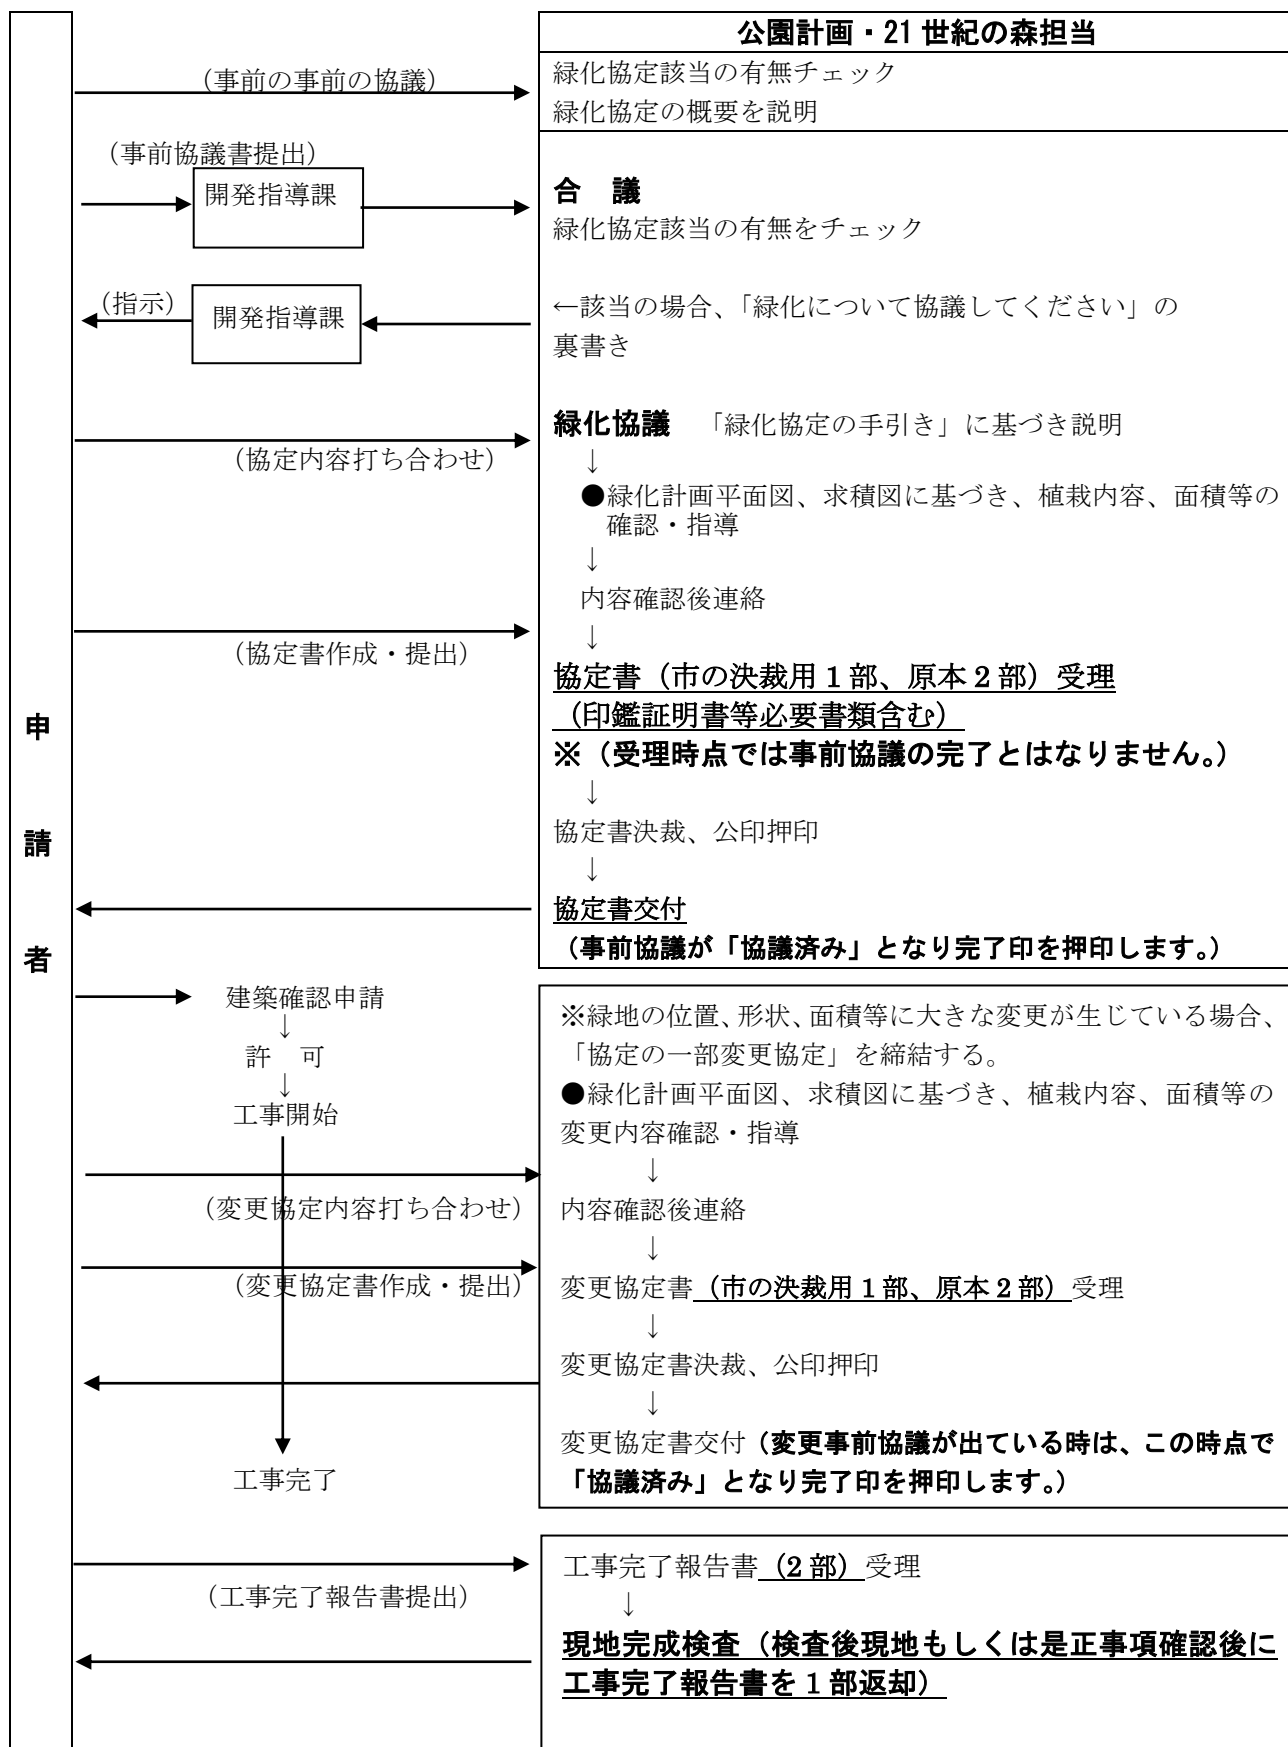 公園計画・21世紀の森担当
(事前の事前の協議)
緑化協定該当の有無チェック
緑化協定の概要を説明
(事前協議書提出)
開発指導課
合　議
緑化協定該当の有無をチェック
(指示)
開発指導課
←該当の場合、「緑化について協議してください」の
裏書き
緑化協議　「緑化協定の手引き」に基づき説明
(協定内容打ち合わせ)
↓
●緑化計画平面図、求積図に基づき、植栽内容、面積等の
確認・指導
↓
内容確認後連絡
↓
(協定書作成・提出)
協定書（市の決裁用1部、原本2部）受理
（印鑑証明書等必要書類含む）
※（受理時点では事前協議の完了とはなりません。）
↓
協定書決裁、公印押印
↓
協定書交付
（事前協議が「協議済み」となり完了印を押印します。）
申
請
者
建築確認申請
↓
許　可
↓
工事開始
※緑地の位置、形状、面積等に大きな変更が生じている場合、
「協定の一部変更協定」を締結する。
●緑化計画平面図、求積図に基づき、植栽内容、面積等の
変更内容確認・指導
↓
(変更協定内容打ち合わせ)
内容確認後連絡
↓
(変更協定書作成・提出)
変更協定書（市の決裁用1部、原本2部）受理
↓
変更協定書決裁、公印押印
↓
変更協定書交付（変更事前協議が出ている時は、この時点で
「協議済み」となり完了印を押印します。）
工事完了
工事完了報告書（2部）受理
(工事完了報告書提出)
↓
現地完成検査（検査後現地もしくは是正事項確認後に
工事完了報告書を1部返却）